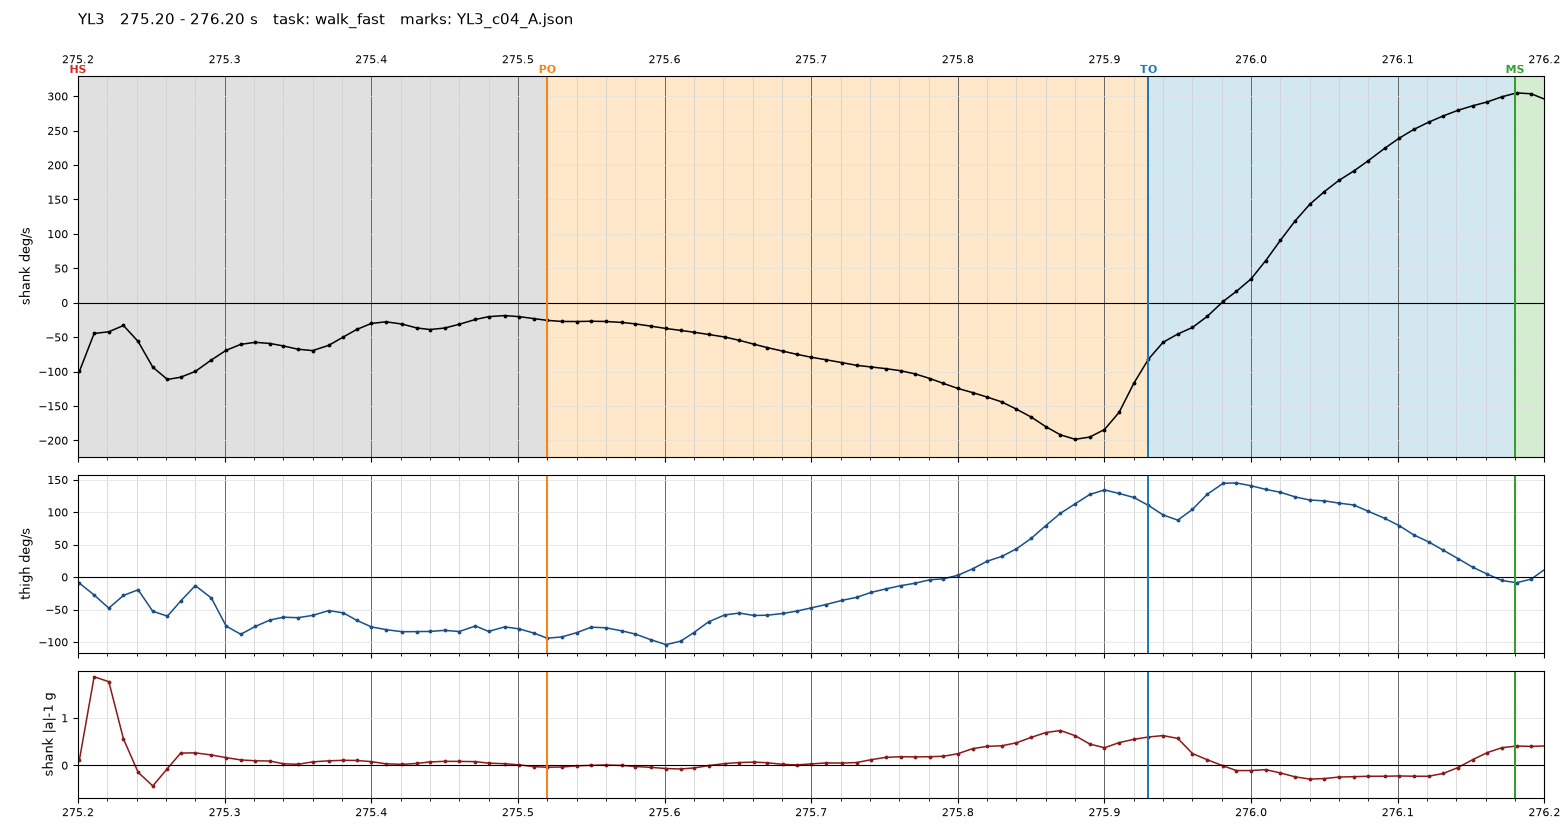 YL3   275.20 - 276.20 s   task: walk_fast   marks: YL3_c04_A.json
275.2 275.3 275.4 275.5 275.6 275.7 275.8 275.9 276.0 276.1 276.2
HS PO TO MS
shank deg/s
300
250
200
150
100
50
0
−50
−100
−150
−200
thigh deg/s
150
100
50
0
−50
−100
shank |a|-1 g
1
0
275.2 275.3 275.4 275.5 275.6 275.7 275.8 275.9 276.0 276.1 276.2